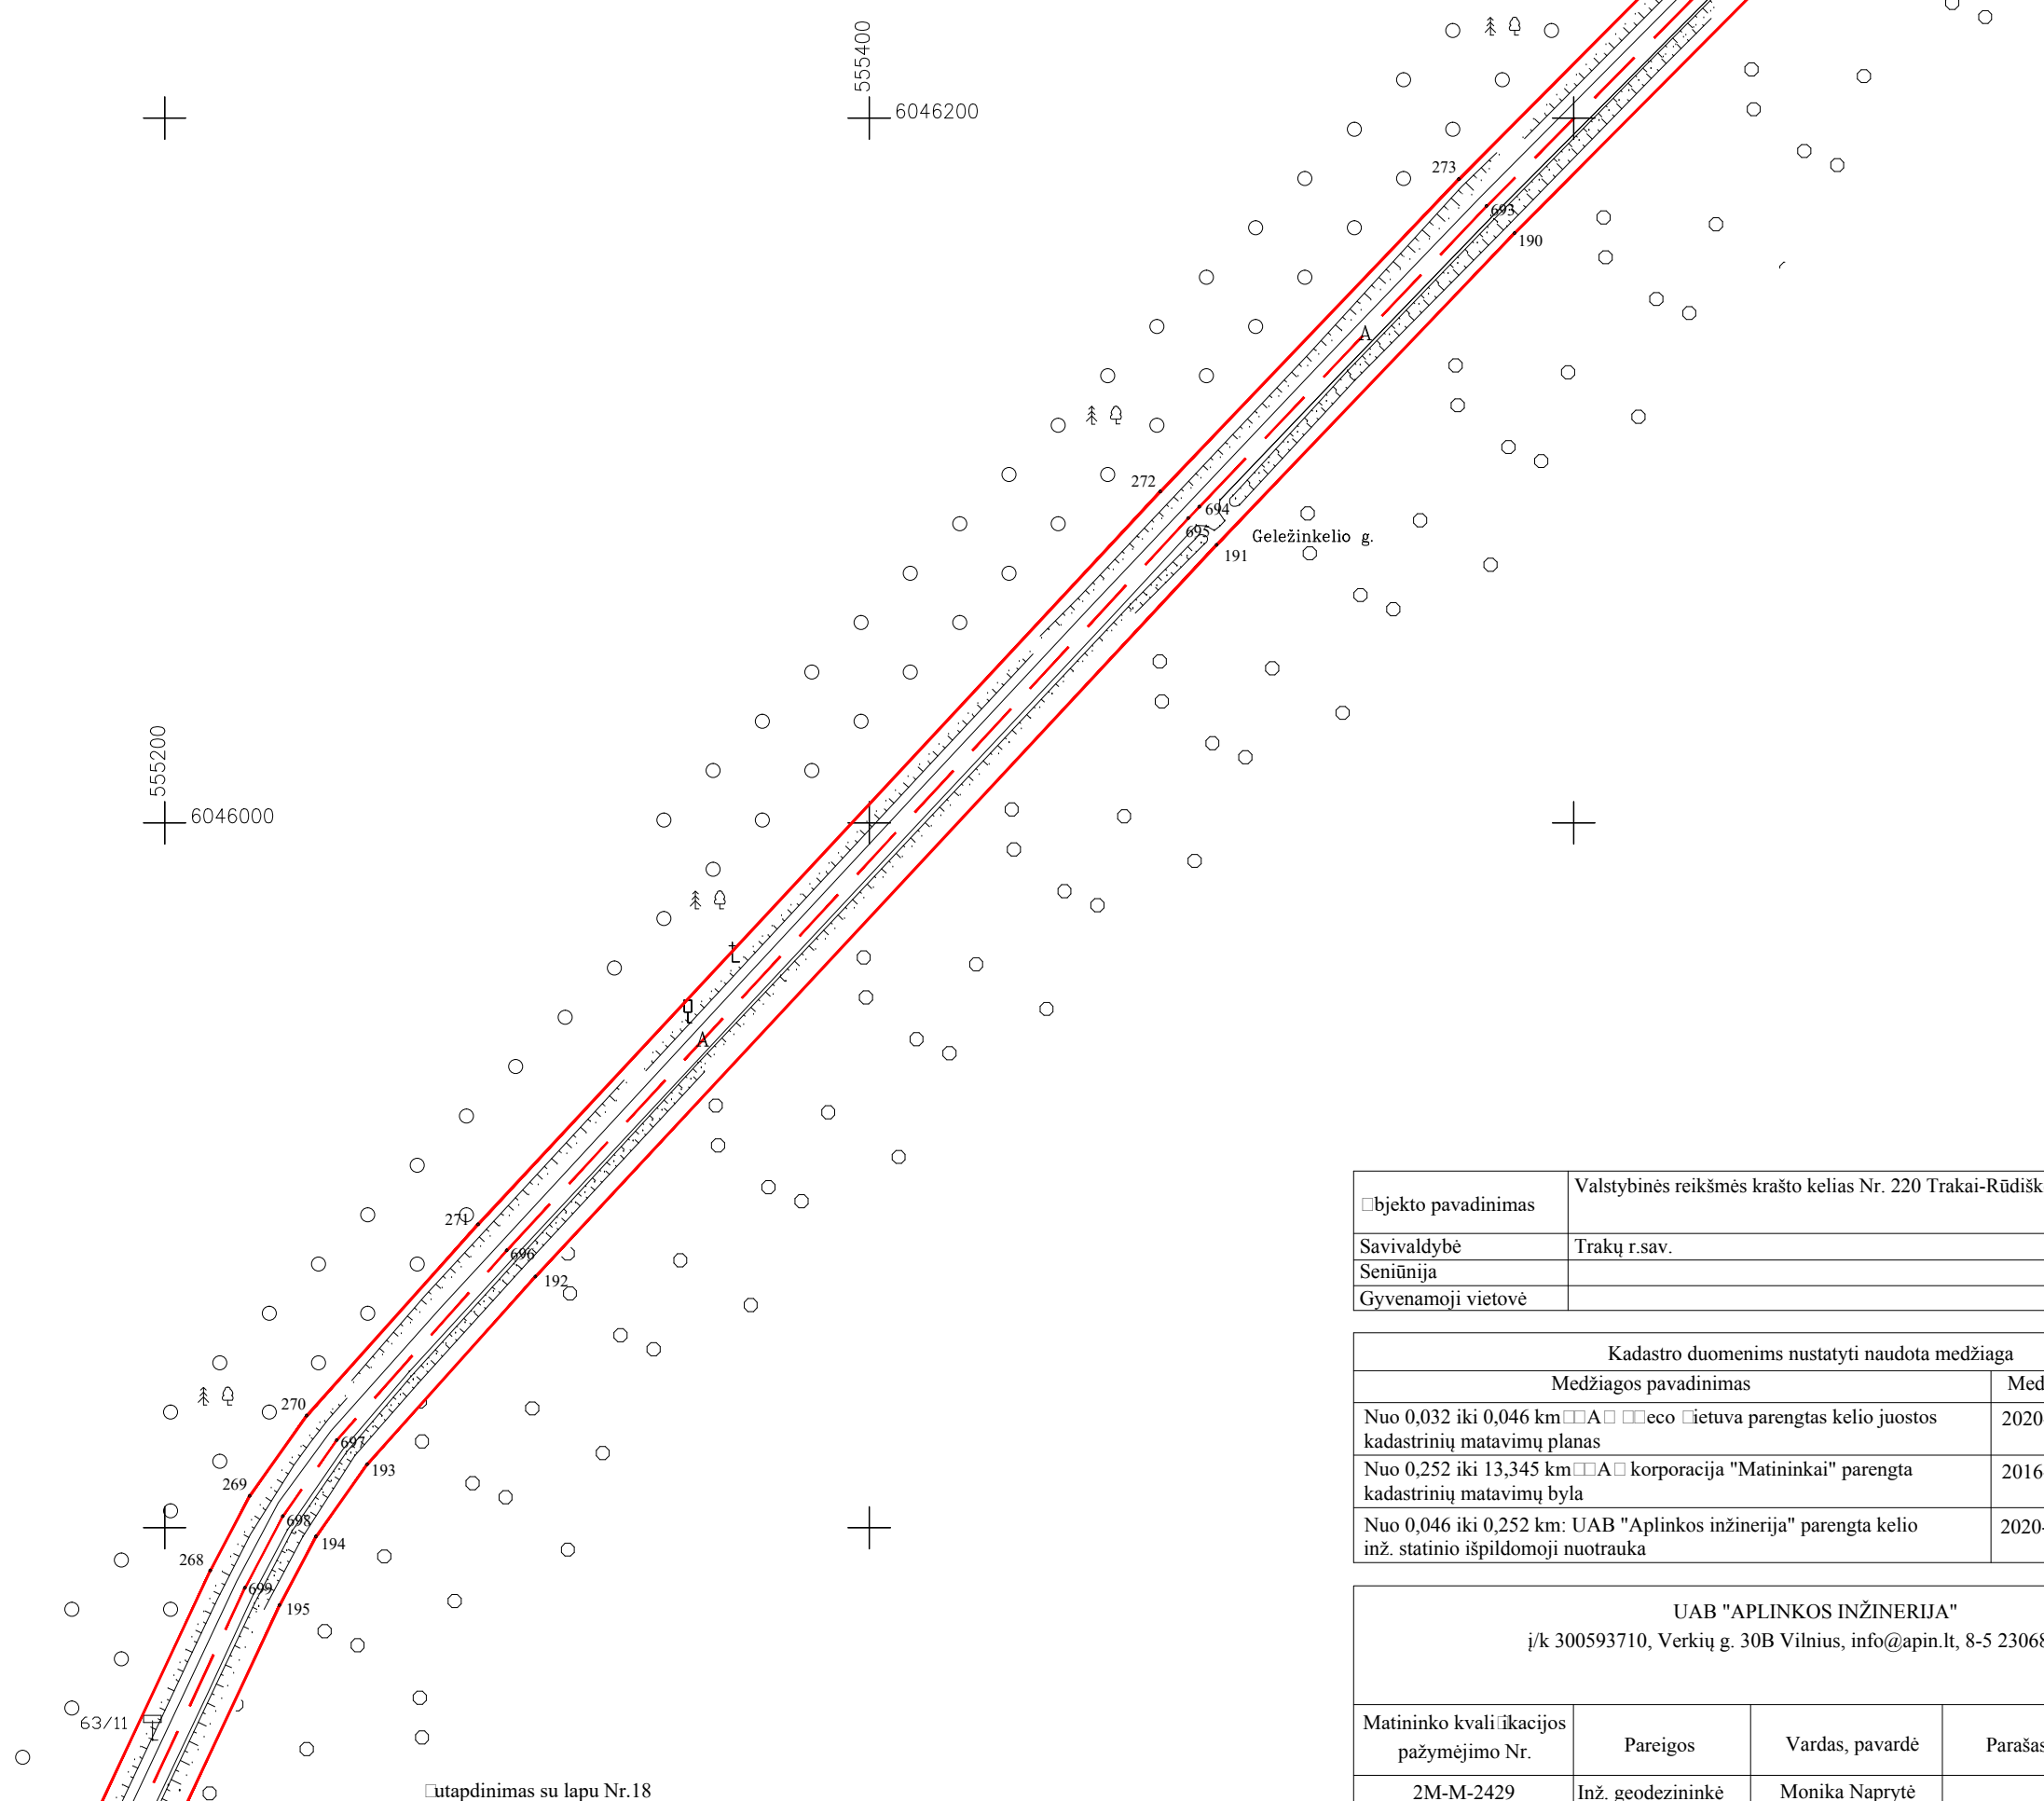 555400
6046200
273
693
190
A
272
694
695
Geležinkelio g.
191
555200
6046000
A
271
696
192
270
697
193
269
698
194
268
699
195
63/11
□utapdinimas su lapu Nr.18
□bjekto pavadinimas
Valstybinės reikšmės krašto kelias Nr. 220 Trakai-Rūdišk
Savivaldybė
Trakų r.sav.
Seniūnija
Gyvenamoji vietovė
Kadastro duomenims nustatyti naudota medžiaga
Medžiagos pavadinimas
Med
Nuo 0,032 iki 0,046 km□□A□ □□eco □ietuva parengtas kelio juostos
kadastrinių matavimų planas
2020
Nuo 0,252 iki 13,345 km□□A□ korporacija "Matininkai" parengta
kadastrinių matavimų byla
2016
Nuo 0,046 iki 0,252 km: UAB "Aplinkos inžinerija" parengta kelio
inž. statinio išpildomoji nuotrauka
2020-
UAB "APLINKOS INŽINERIJA"
į/k 300593710, Verkių g. 30B Vilnius, info@apin.lt, 8-5 23068
Matininko kvali□ikacijos
pažymėjimo Nr.
Pareigos
Vardas, pavardė
Parašas
2M-M-2429
Inž. geodezininkė
Monika Naprytė